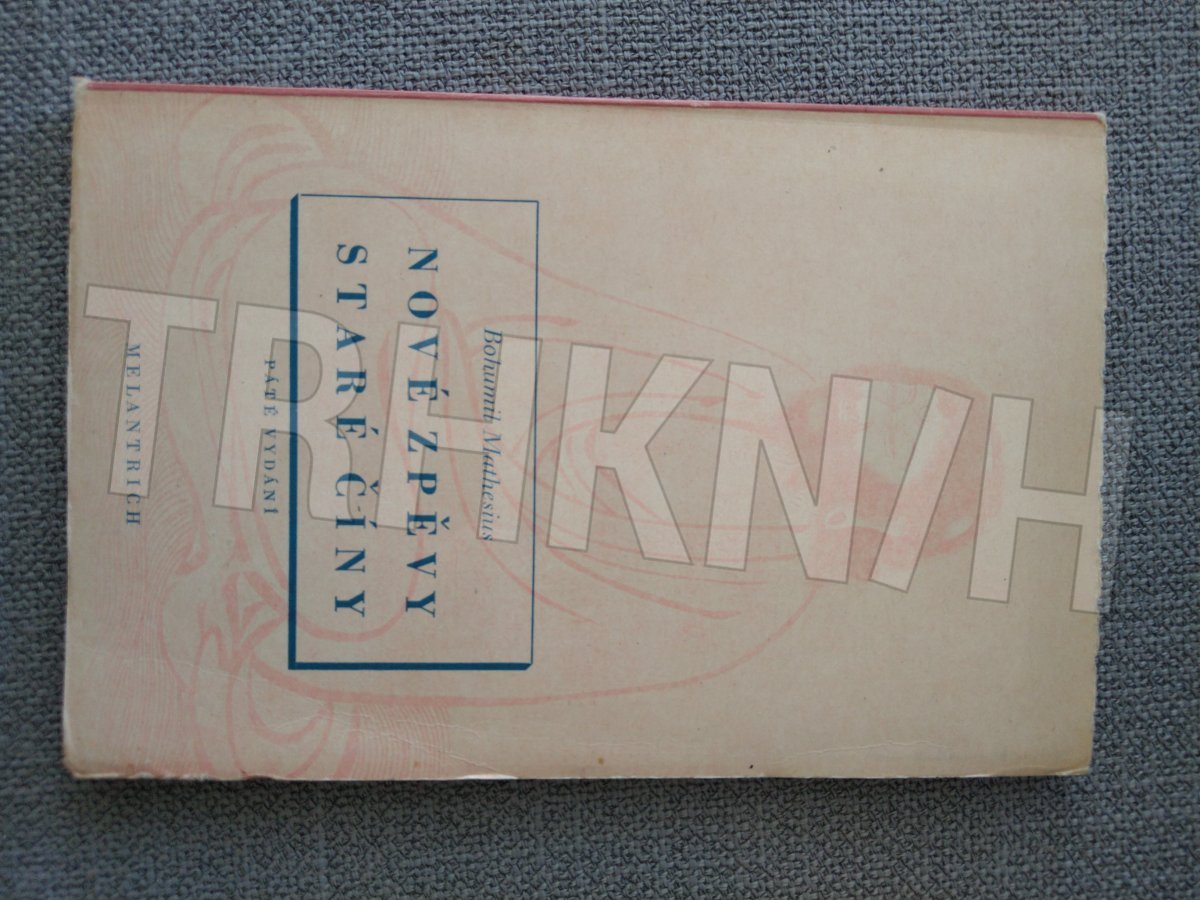 Bohumil Mathesius
NOVÉ ZPĚVY
STARÉ ČÍNY
PÁTÉ VYDÁNÍ
MELANTRICH
TRHKNIH